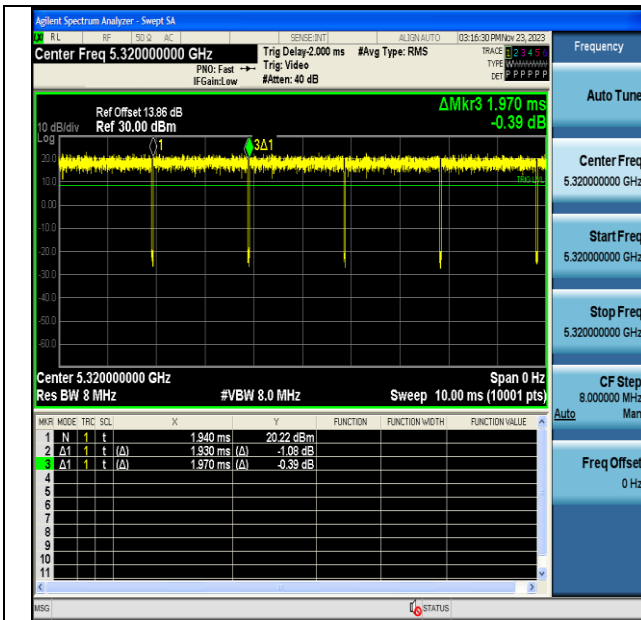 Agilent Spectrum Analyzer - Swept SA
RL RF 50 Ω AC SENSE:INT ALIGN AUTO 03:16:30 PM Nov 23, 2023
Center Freq 5.320000000 GHz
PNO: Fast
IFGain:Low
Trig Delay-2.000 ms
Trig: Video
#Atten: 40 dB
#Avg Type: RMS
TRACE 1 2 3 4 5 6
TYPE WWWWWW
DET P P P P P P
ΔMkr3 1.970 ms
-0.39 dB
Ref Offset 13.86 dB
Ref 30.00 dBm
10 dB/div
Log
1
3Δ1
20.0
10.0
TRIG LVL
0.00
-10.0
-20.0
-30.0
-40.0
-50.0
-60.0
Center 5.320000000 GHz Span 0 Hz
Res BW 8 MHz #VBW 8.0 MHz Sweep 10.00 ms (10001 pts)
MKR MODE TRC SCL X Y FUNCTION FUNCTION WIDTH FUNCTION VALUE
1 N 1 t 1.940 ms 20.22 dBm
2 Δ1 1 t (Δ) 1.930 ms (Δ) -1.08 dB
3 Δ1 1 t (Δ) 1.970 ms (Δ) -0.39 dB
4
5
6
7
8
9
10
11
MSG STATUS
Frequency
Auto Tune
Center Freq
5.320000000 GHz
Start Freq
5.320000000 GHz
Stop Freq
5.320000000 GHz
CF Step
8.000000 MHz
Auto Man
Freq Offset
0 Hz